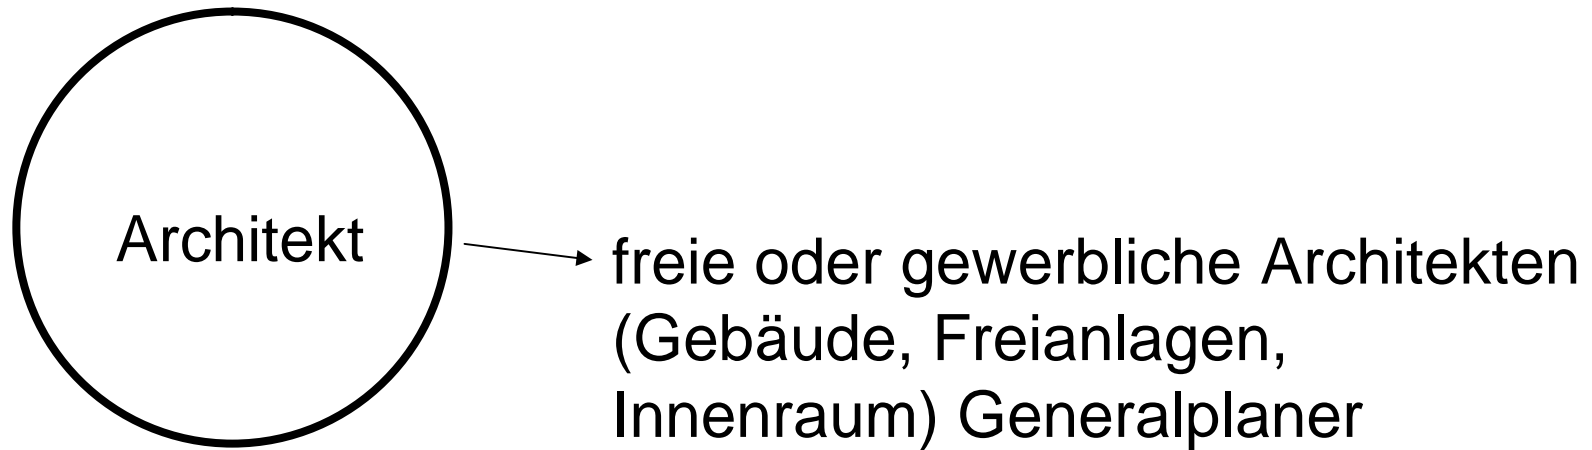 Architekt
freie oder gewerbliche Architekten
(Gebäude, Freianlagen,
Innenraum) Generalplaner